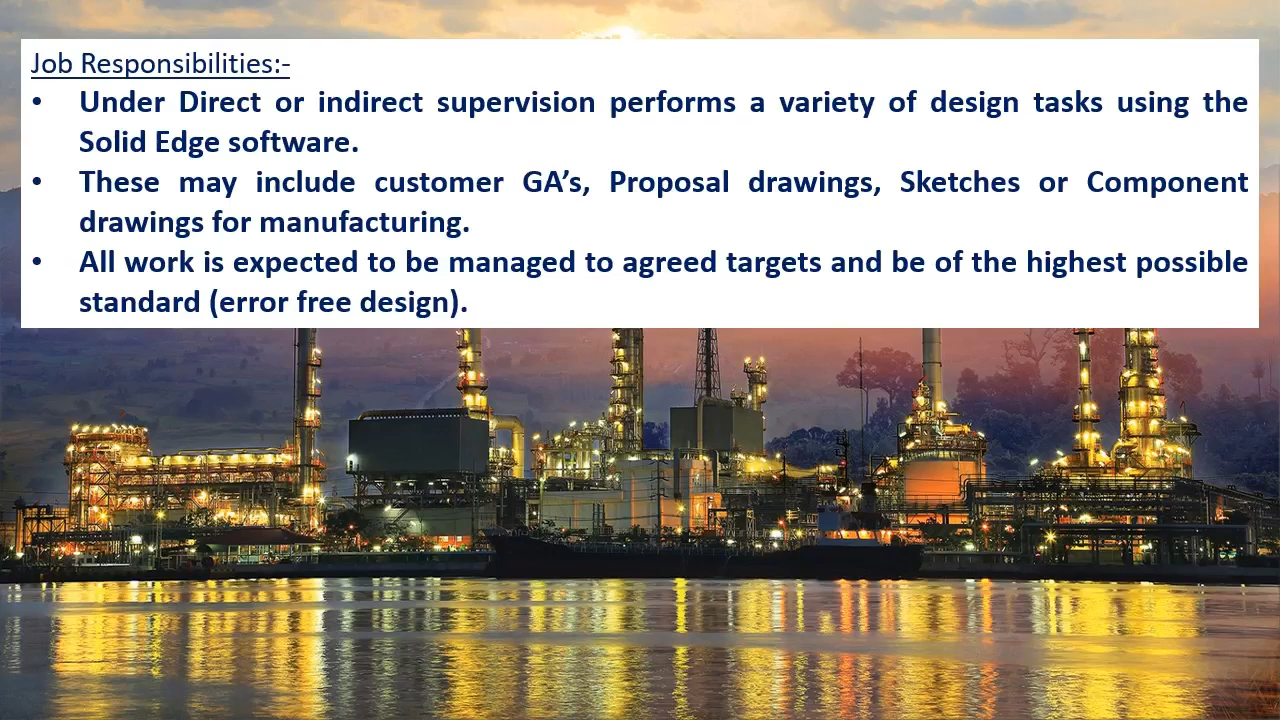 Job Responsibilities:-
• Under Direct or indirect supervision performs a variety of design tasks using the
Solid Edge software.
• These may include customer GA’s, Proposal drawings, Sketches or Component
drawings for manufacturing.
• All work is expected to be managed to agreed targets and be of the highest possible
standard (error free design).